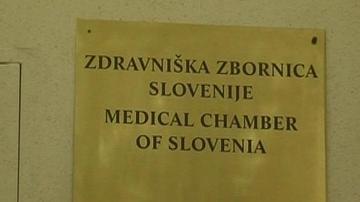 ZDRAVNIŠKA ZBORNICA
SLOVENIJE
MEDICAL CHAMBER
OF SLOVENIA